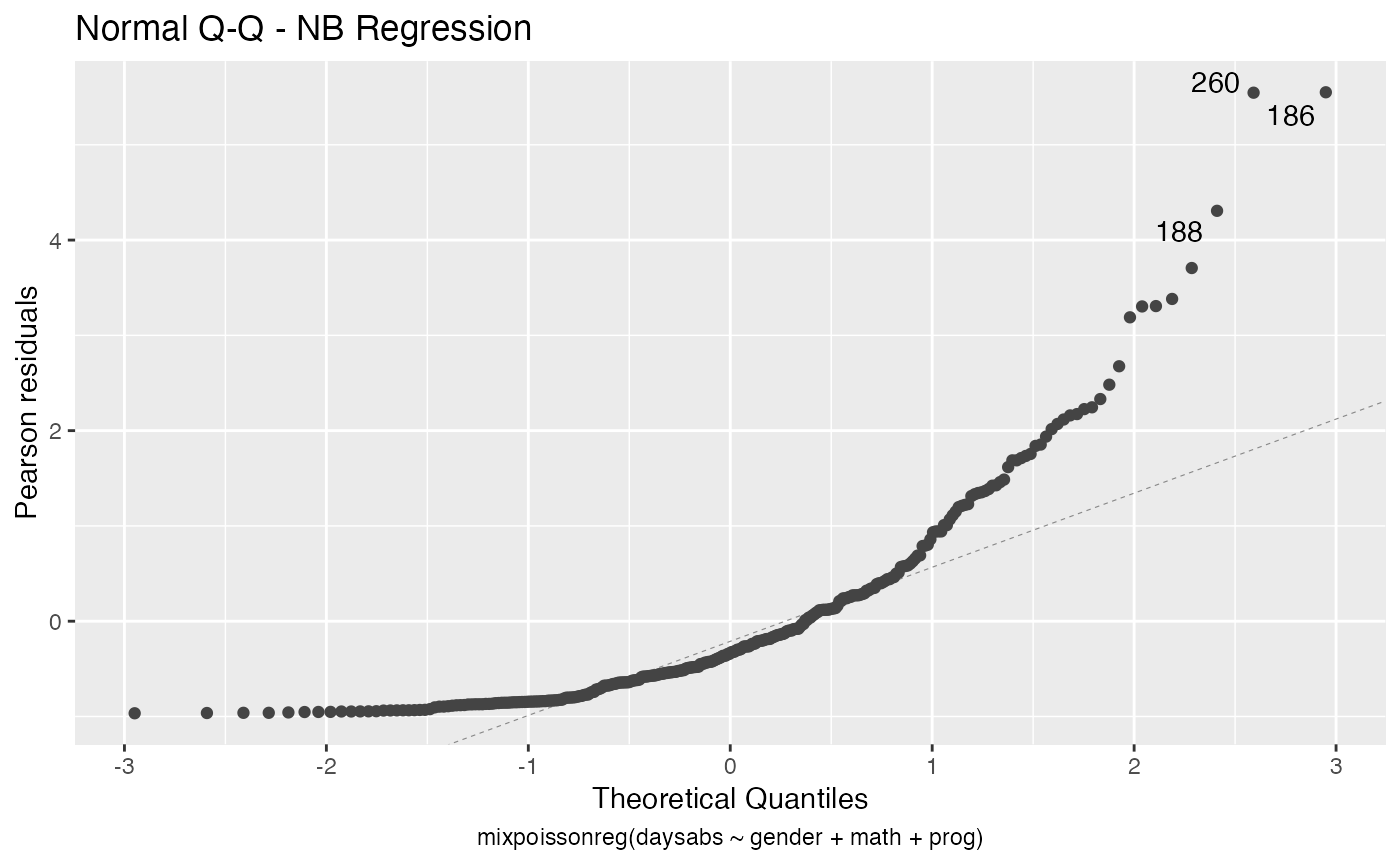 Normal Q-Q - NB Regression
260
186
188
4
2
0
Pearson residuals
-3 -2 -1 0 1 2 3
Theoretical Quantiles
mixpoissonreg(daysabs ~ gender + math + prog)